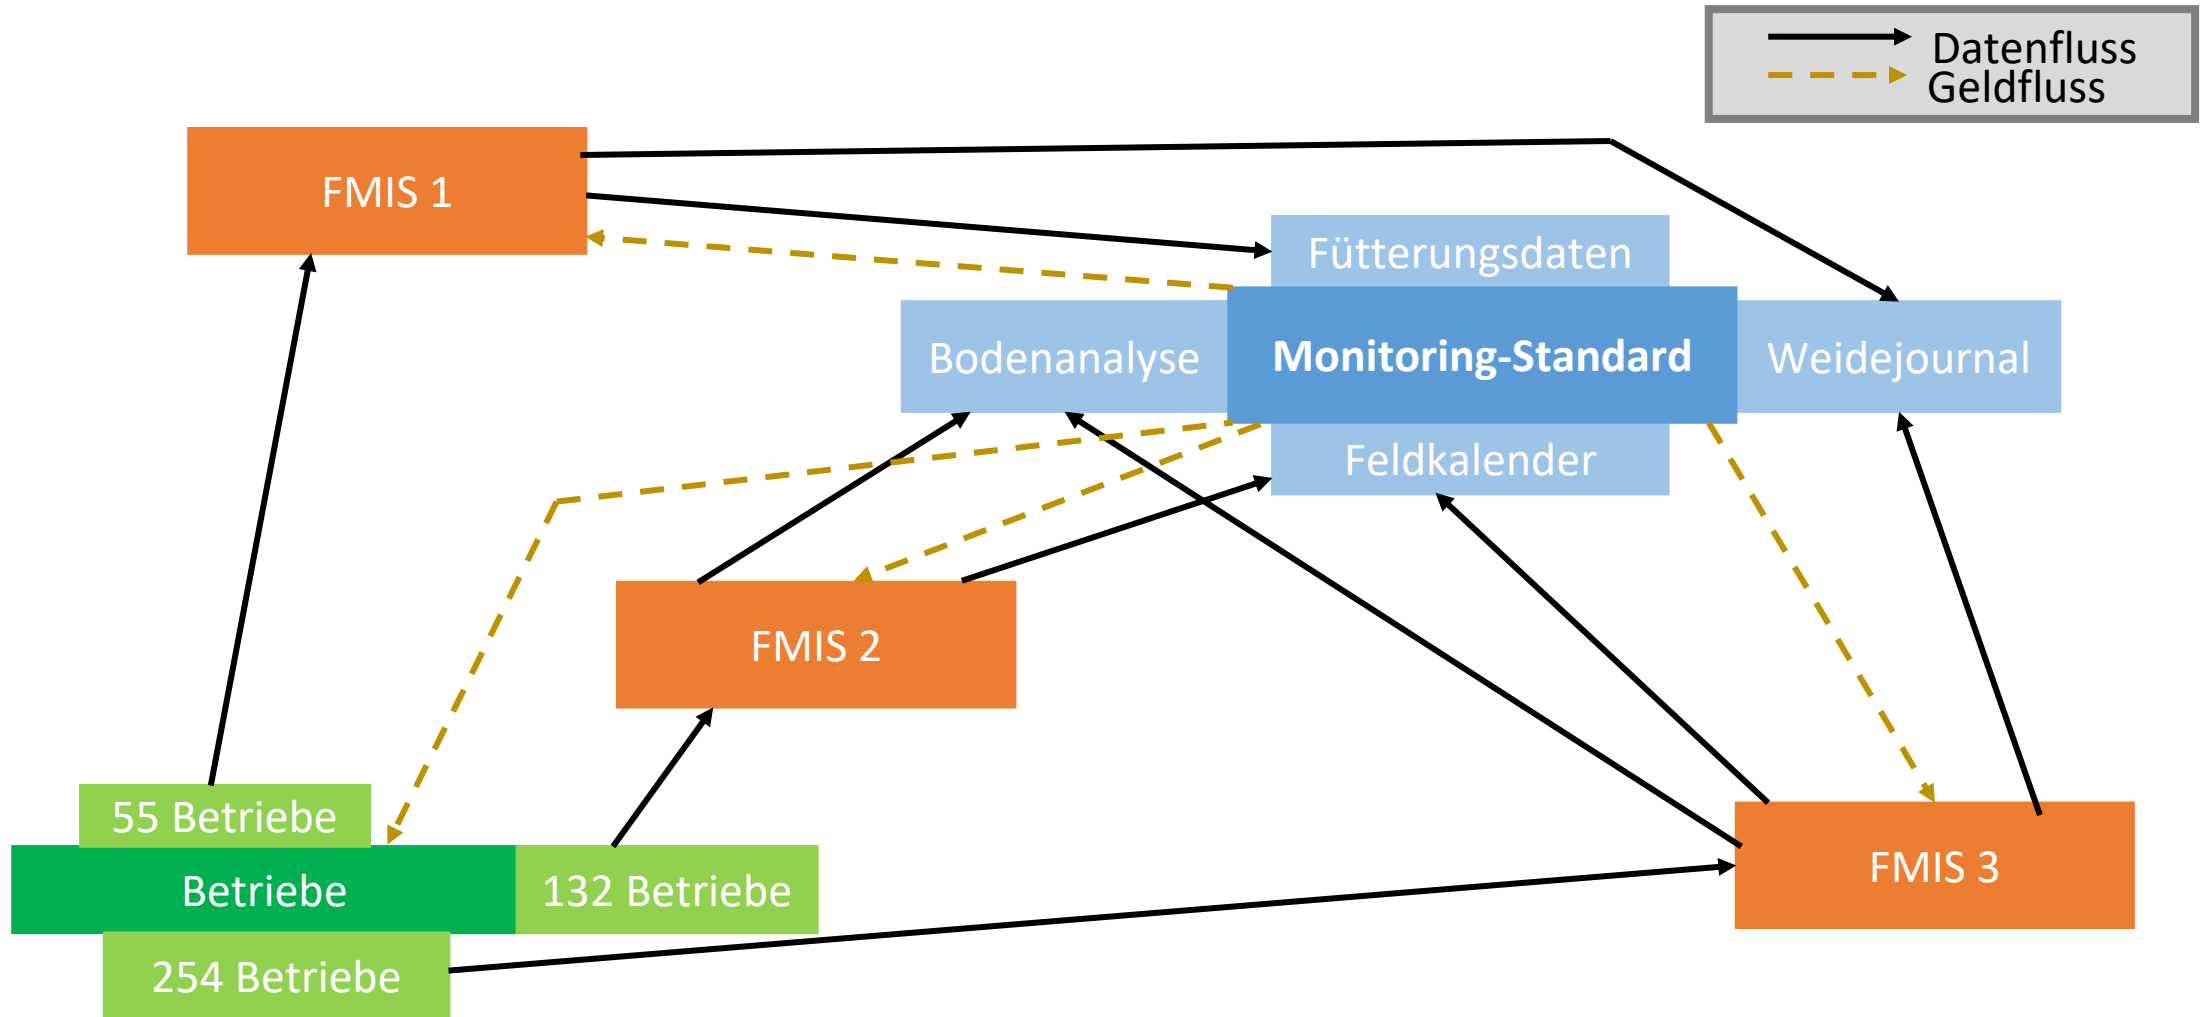 Datenfluss
Geldfluss
FMIS 1
Fütterungsdaten
Bodenanalyse
Monitoring-Standard
Weidejournal
Feldkalender
FMIS 2
55 Betriebe
Betriebe
132 Betriebe
FMIS 3
254 Betriebe